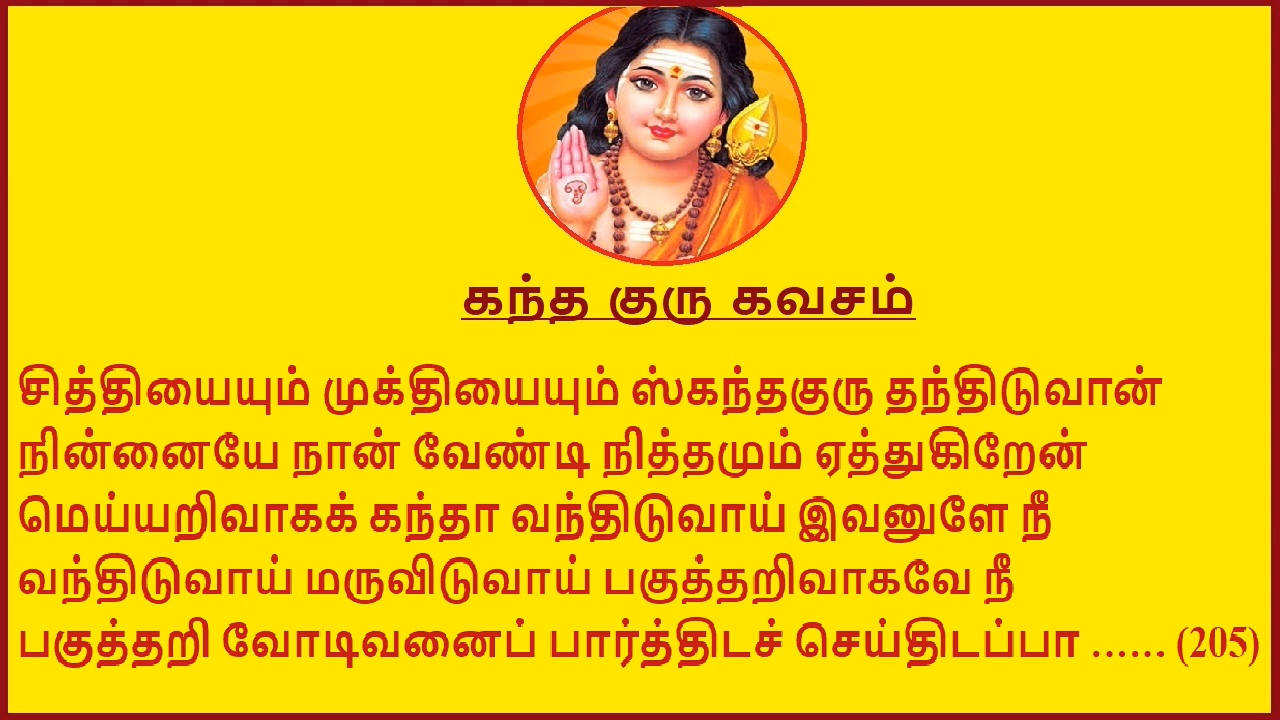 கந்த குரு கவசம்
சித்தியையும் முக்தியையும் ஸ்கந்தகுரு தந்திடுவான்
நின்னையே நான் வேண்டி நித்தமும் ஏத்துகிறேன்
மெய்யறிவாகக் கந்தா வந்திடுவாய் இவனுளே நீ
வந்திடுவாய் மருவிடுவாய் பகுத்தறிவாகவே நீ
பகுத்தறி வோடிவனைப் பார்த்திடச் செய்திடப்பா ...... (205)